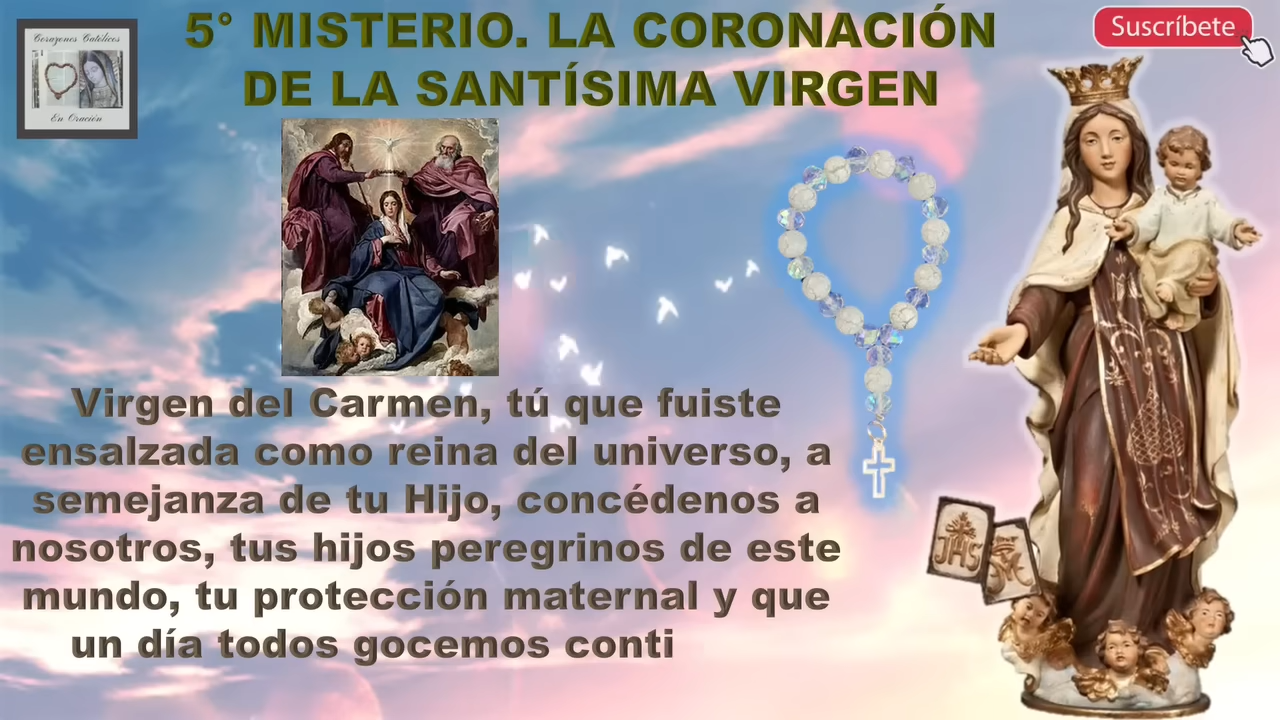 Corazones Católicos
En Oración
5° MISTERIO. LA CORONACIÓN
DE LA SANTÍSIMA VIRGEN
Suscríbete
Virgen del Carmen, tú que fuiste
ensalzada como reina del universo, a
semejanza de tu Hijo, concédenos a
nosotros, tus hijos peregrinos de este
mundo, tu protección maternal y que
un día todos gocemos conti
JHS